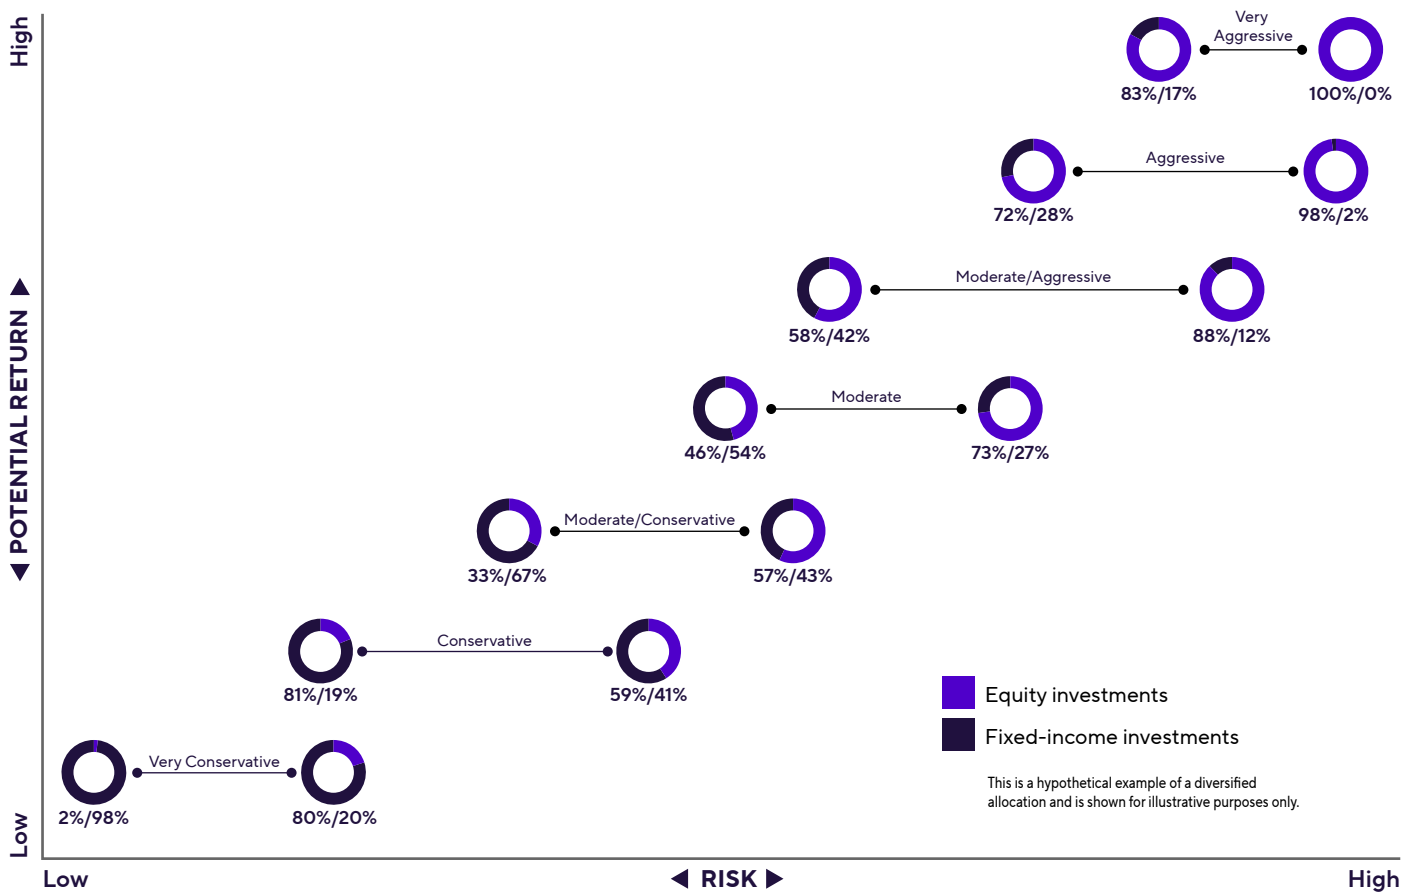 High
Very
Aggressive
83%/17%
100%/0%
Aggressive
72%/28%
98%/2%
Moderate/Aggressive
58%/42%
88%/12%
Moderate
46%/54%
73%/27%
◀ POTENTIAL RETURN ▶
Moderate/Conservative
33%/67%
57%/43%
Conservative
81%/19%
59%/41%
Equity investments
Fixed-income investments
This is a hypothetical example of a diversified
allocation and is shown for illustrative purposes only.
Very Conservative
2%/98%
80%/20%
Low
Low
◀ RISK ▶
High